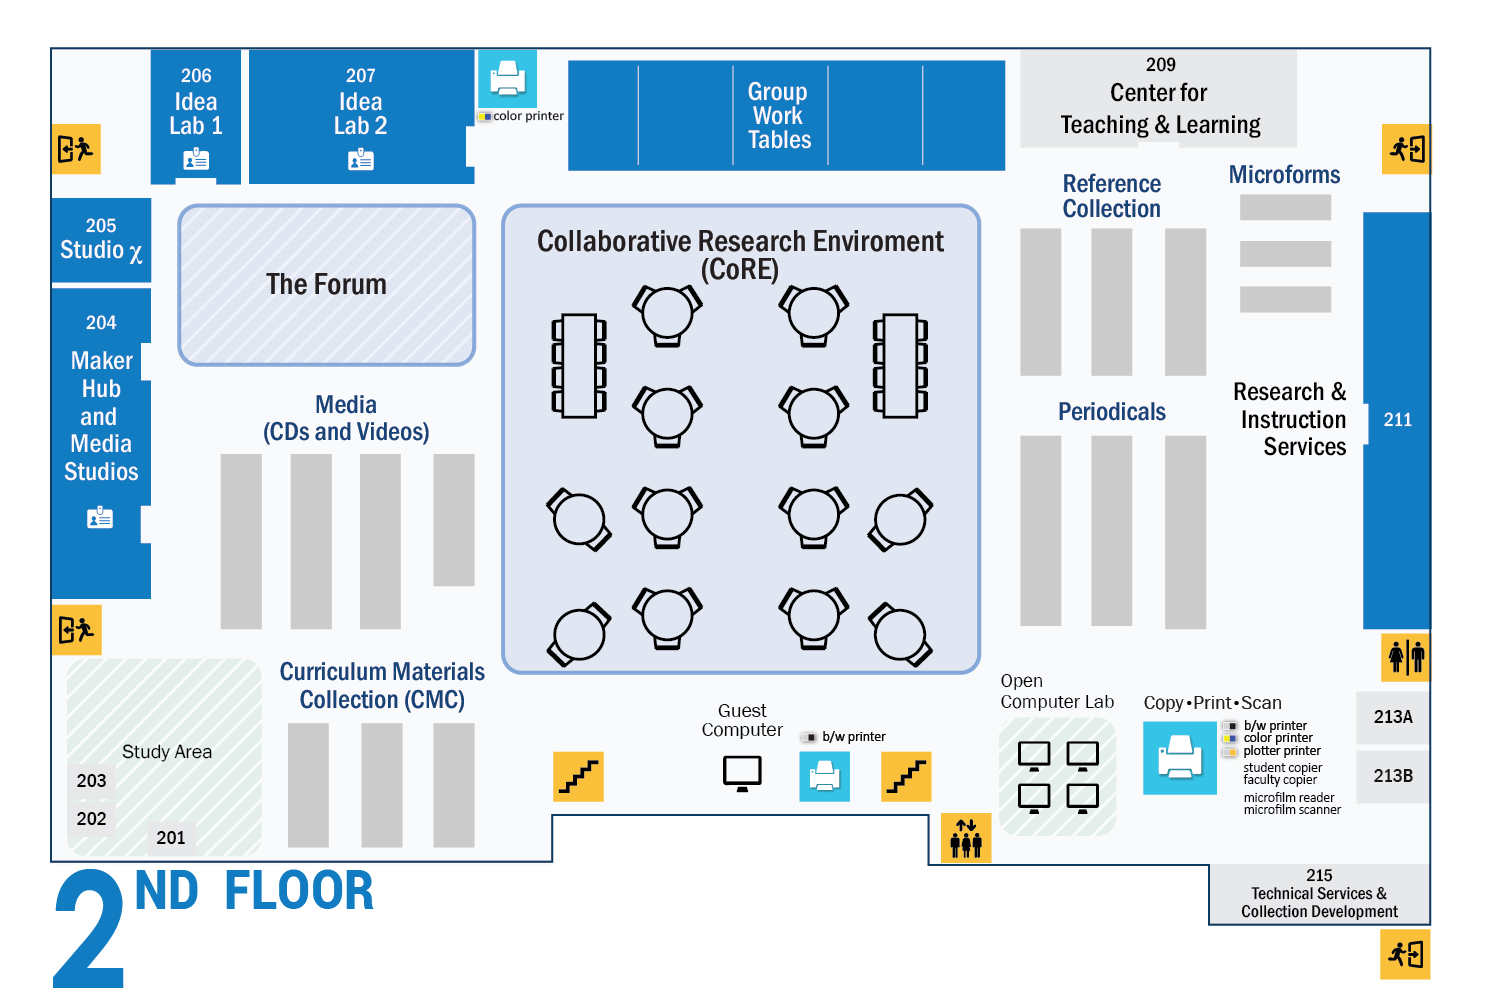 206
Idea
Lab 1
207
Idea
Lab 2
color printer
Group
Work
Tables
209
Center for
Teaching & Learning
Reference
Collection
Microforms
205
Studio χ
The Forum
Collaborative Research Enviroment
(CoRE)
204
Maker
Hub
and
Media
Studios
Media
(CDs and Videos)
Periodicals
Research &
Instruction
Services
211
Curriculum Materials
Collection (CMC)
Study Area
203
202
201
Guest
Computer
b/w printer
Open
Computer Lab
Copy•Print•Scan
b/w printer
color printer
plotter printer
student copier
faculty copier
microfilm reader
microfilm scanner
213A
213B
215
Technical Services &
Collection Development
2ND FLOOR